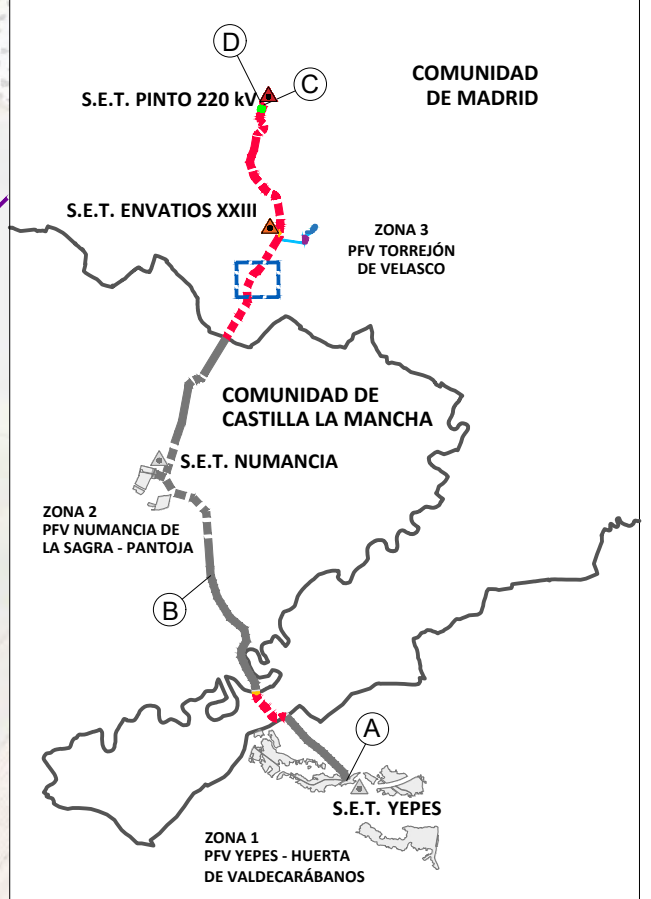 D
C
COMUNIDAD
DE MADRID
S.E.T. PINTO 220 kV
S.E.T. ENVATIOS XXIII
ZONA 3
PFV TORREJÓN
DE VELASCO
COMUNIDAD DE
CASTILLA LA MANCHA
S.E.T. NUMANCIA
ZONA 2
PFV NUMANCIA DE
LA SAGRA - PANTOJA
B
A
S.E.T. YEPES
ZONA 1
PFV YEPES - HUERTA
DE VALDECARÁBANOS